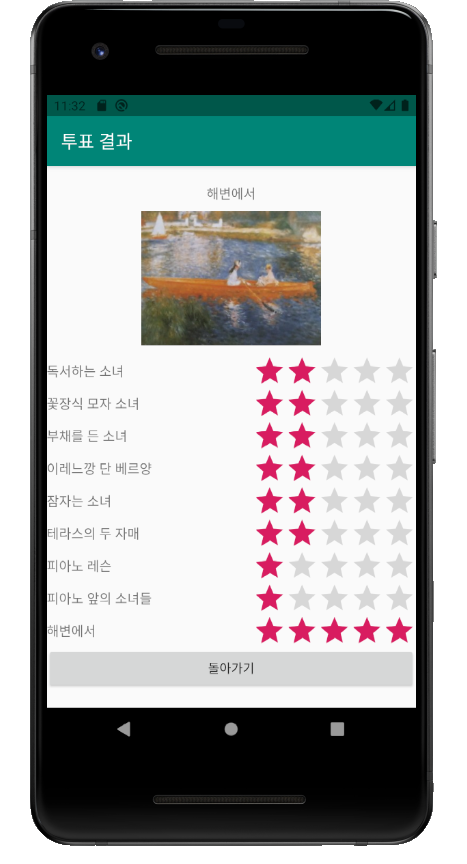 11:32
투표 결과
해변에서
독서하는 소녀
꽃장식 모자 소녀
부채를 든 소녀
이레느깡 단 베르양
잠자는 소녀
테라스의 두 자매
피아노 레슨
피아노 앞의 소녀들
해변에서
돌아가기